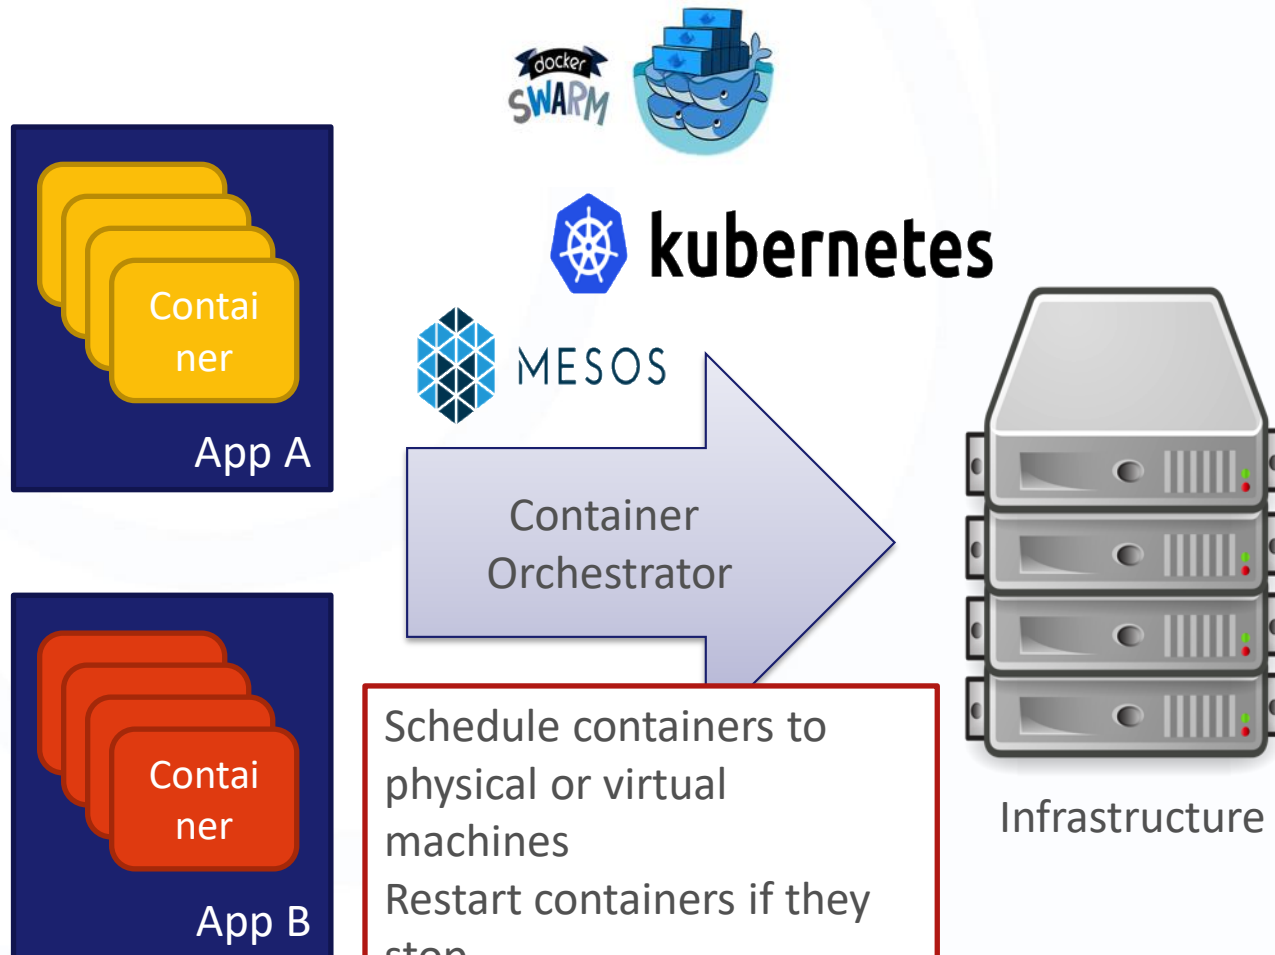 docker
SWARM
kubernetes
MESOS
Contai
ner
App A
Container
Orchestrator
Contai
ner
App B
Schedule containers to
physical or virtual
machines
Restart containers if they
stop
Infrastructure